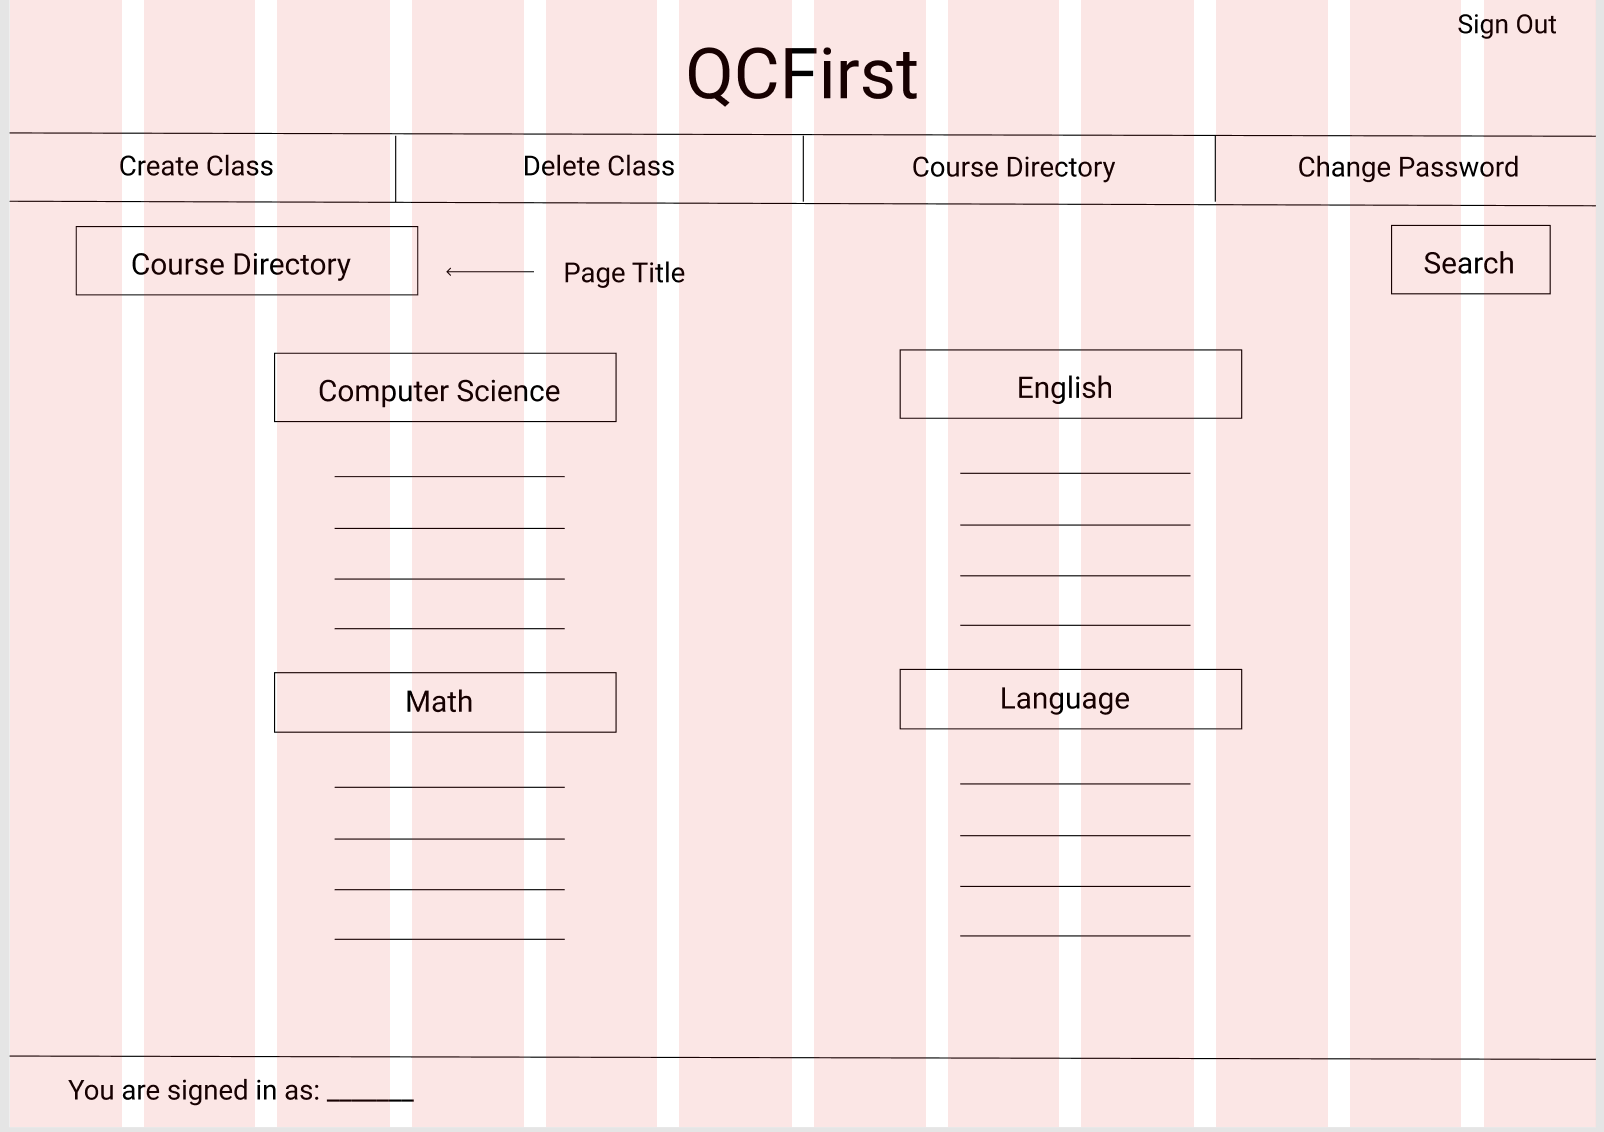 Sign Out
QCFirst
Create Class
Delete Class
Course Directory
Change Password
Course Directory
Page Title
Search
Computer Science
English
Math
Language
You are signed in as: _______